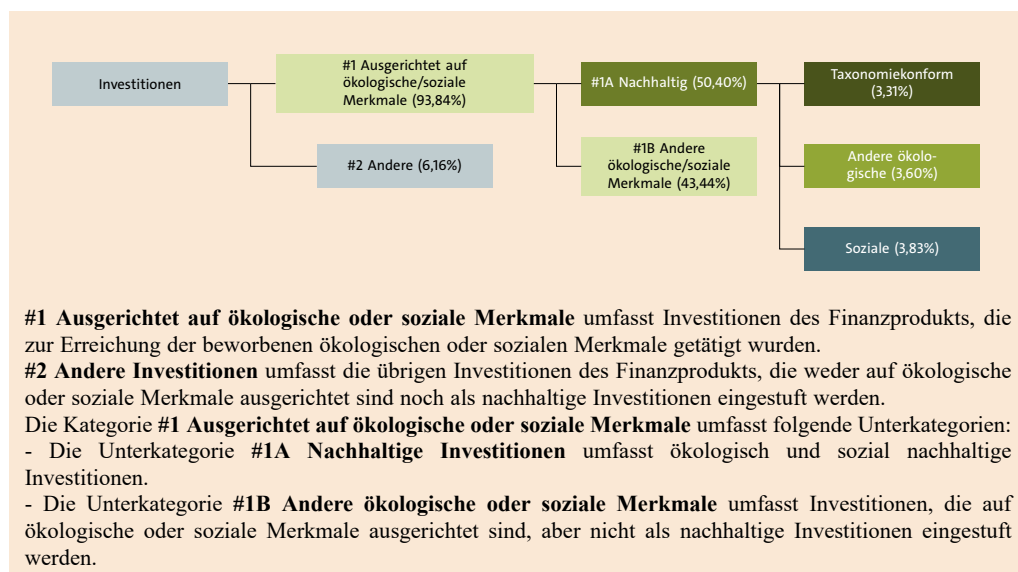 Investitionen
#1 Ausgerichtet auf
ökologische/soziale
Merkmale (93,84%)
#1A Nachhaltig (50,40%)
Taxonomiekonform
(3,31%)
#2 Andere (6,16%)
#1B Andere
ökologische/soziale
Merkmale (43,44%)
Andere ökolo-
gische (3,60%)
Soziale (3,83%)
#1 Ausgerichtet auf ökologische oder soziale Merkmale umfasst Investitionen des Finanzprodukts, die
zur Erreichung der beworbenen ökologischen oder sozialen Merkmale getätigt wurden.
#2 Andere Investitionen umfasst die übrigen Investitionen des Finanzprodukts, die weder auf ökologische
oder soziale Merkmale ausgerichtet sind noch als nachhaltige Investitionen eingestuft werden.
Die Kategorie #1 Ausgerichtet auf ökologische oder soziale Merkmale umfasst folgende Unterkategorien:
- Die Unterkategorie #1A Nachhaltige Investitionen umfasst ökologisch und sozial nachhaltige
Investitionen.
- Die Unterkategorie #1B Andere ökologische oder soziale Merkmale umfasst Investitionen, die auf
ökologische oder soziale Merkmale ausgerichtet sind, aber nicht als nachhaltige Investitionen eingestuft
werden.